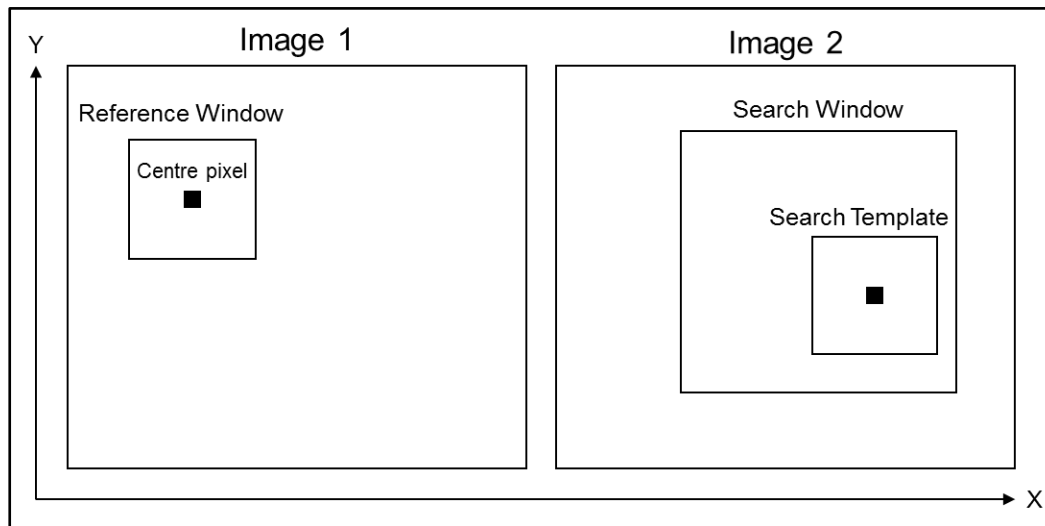 Y
Image 1
Image 2
Reference Window
Centre pixel
Search Window
Search Template
X